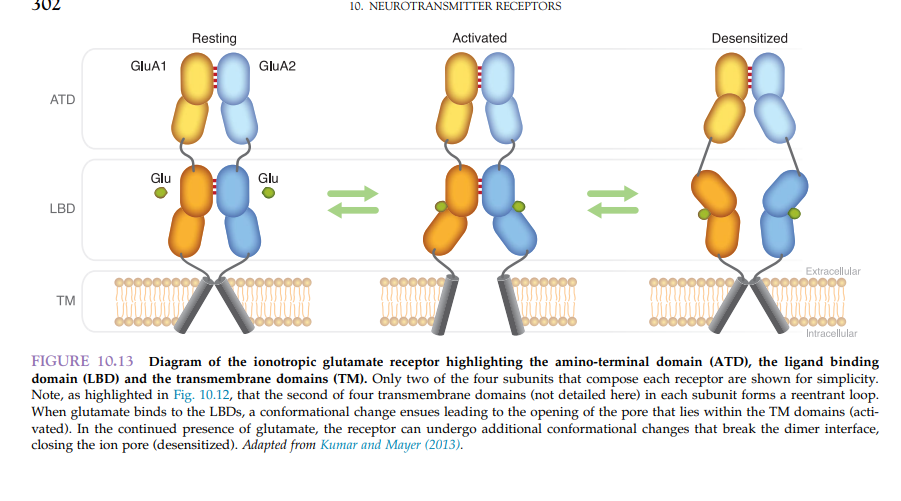 302
10. NEUROTRANSMITTER RECEPTORS
Resting
Activated
Desensitized
GluA1
GluA2
ATD
Glu
Glu
LBD
Extracellular
TM
Intracellular
FIGURE 10.13 Diagram of the ionotropic glutamate receptor highlighting the amino-terminal domain (ATD), the ligand binding
domain (LBD) and the transmembrane domains (TM). Only two of the four subunits that compose each receptor are shown for simplicity.
Note, as highlighted in Fig. 10.12, that the second of four transmembrane domains (not detailed here) in each subunit forms a reentrant loop.
When glutamate binds to the LBDs, a conformational change ensues leading to the opening of the pore that lies within the TM domains (acti-
vated). In the continued presence of glutamate, the receptor can undergo additional conformational changes that break the dimer interface,
closing the ion pore (desensitized). Adapted from Kumar and Mayer (2013).